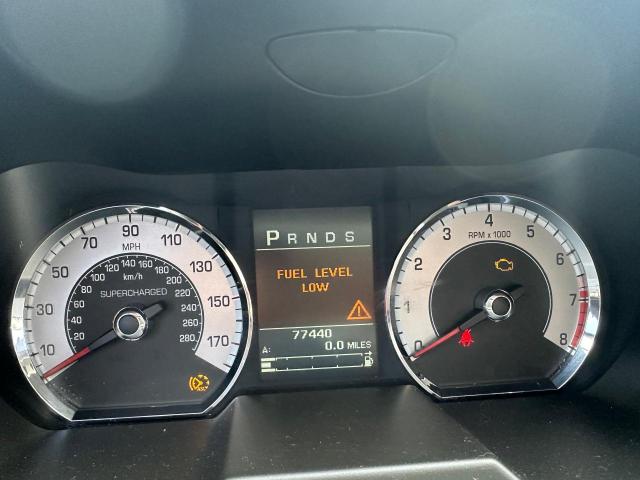 10 30 50 70 90 110 130 150 170
MPH
20 40 60 80 100 120 140 160 180 200 220 240 260 280
km/h
SUPERCHARGED
P R N D S
FUEL LEVEL
LOW
77440
A: 0.0 MILES
0 1 2 3 4 5 6 7 8
RPM x 1000